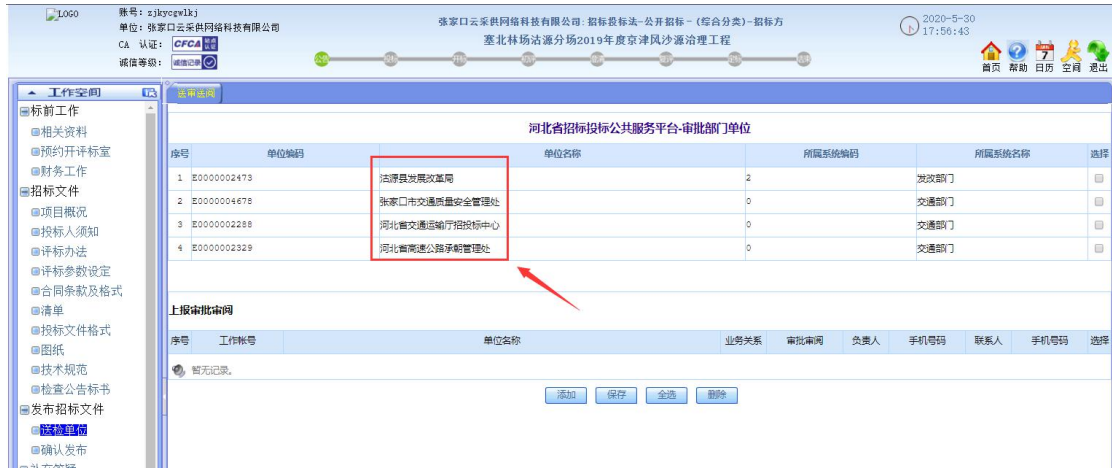 LOGO
账号: zjkycgwlkj
单位: 张家口云采供网络科技有限公司
CA 认证: CFCA
诚信等级: 诚信记录
张家口云采供网络科技有限公司: 招标投标法-公开招标-(综合分类)-招标方
塞北林场沽源分场2019年度京津风沙源治理工程
2020-5-30
17:56:43
首页 帮助 日历 空间 退出
工作空间
标前工作
相关资料
预约开评标室
财务工作
招标文件
项目概况
投标人须知
评标办法
评标参数设定
合同条款及格式
清单
投标文件格式
图纸
技术规范
检查公告标书
发布招标文件
送检单位
确认发布
补充答疑
送审送阅
河北省招标投标公共服务平台-审批部门单位
序号 单位编码 单位名称 所属系统编码 所属系统名称 选择
1 E0000002473 沽源县发展改革局 2 发改部门
2 E0000004678 张家口市交通质量安全管理处 0 交通部门
3 E0000002288 河北省交通运输厅招投标中心 0 交通部门
4 E0000002329 河北省高速公路承朝管理处 0 交通部门
上报审批审阅
序号 工作帐号 单位名称 业务关系 审批审阅 负责人 手机号码 联系人 手机号码 选择
暂无记录。
添加 保存 全选 删除